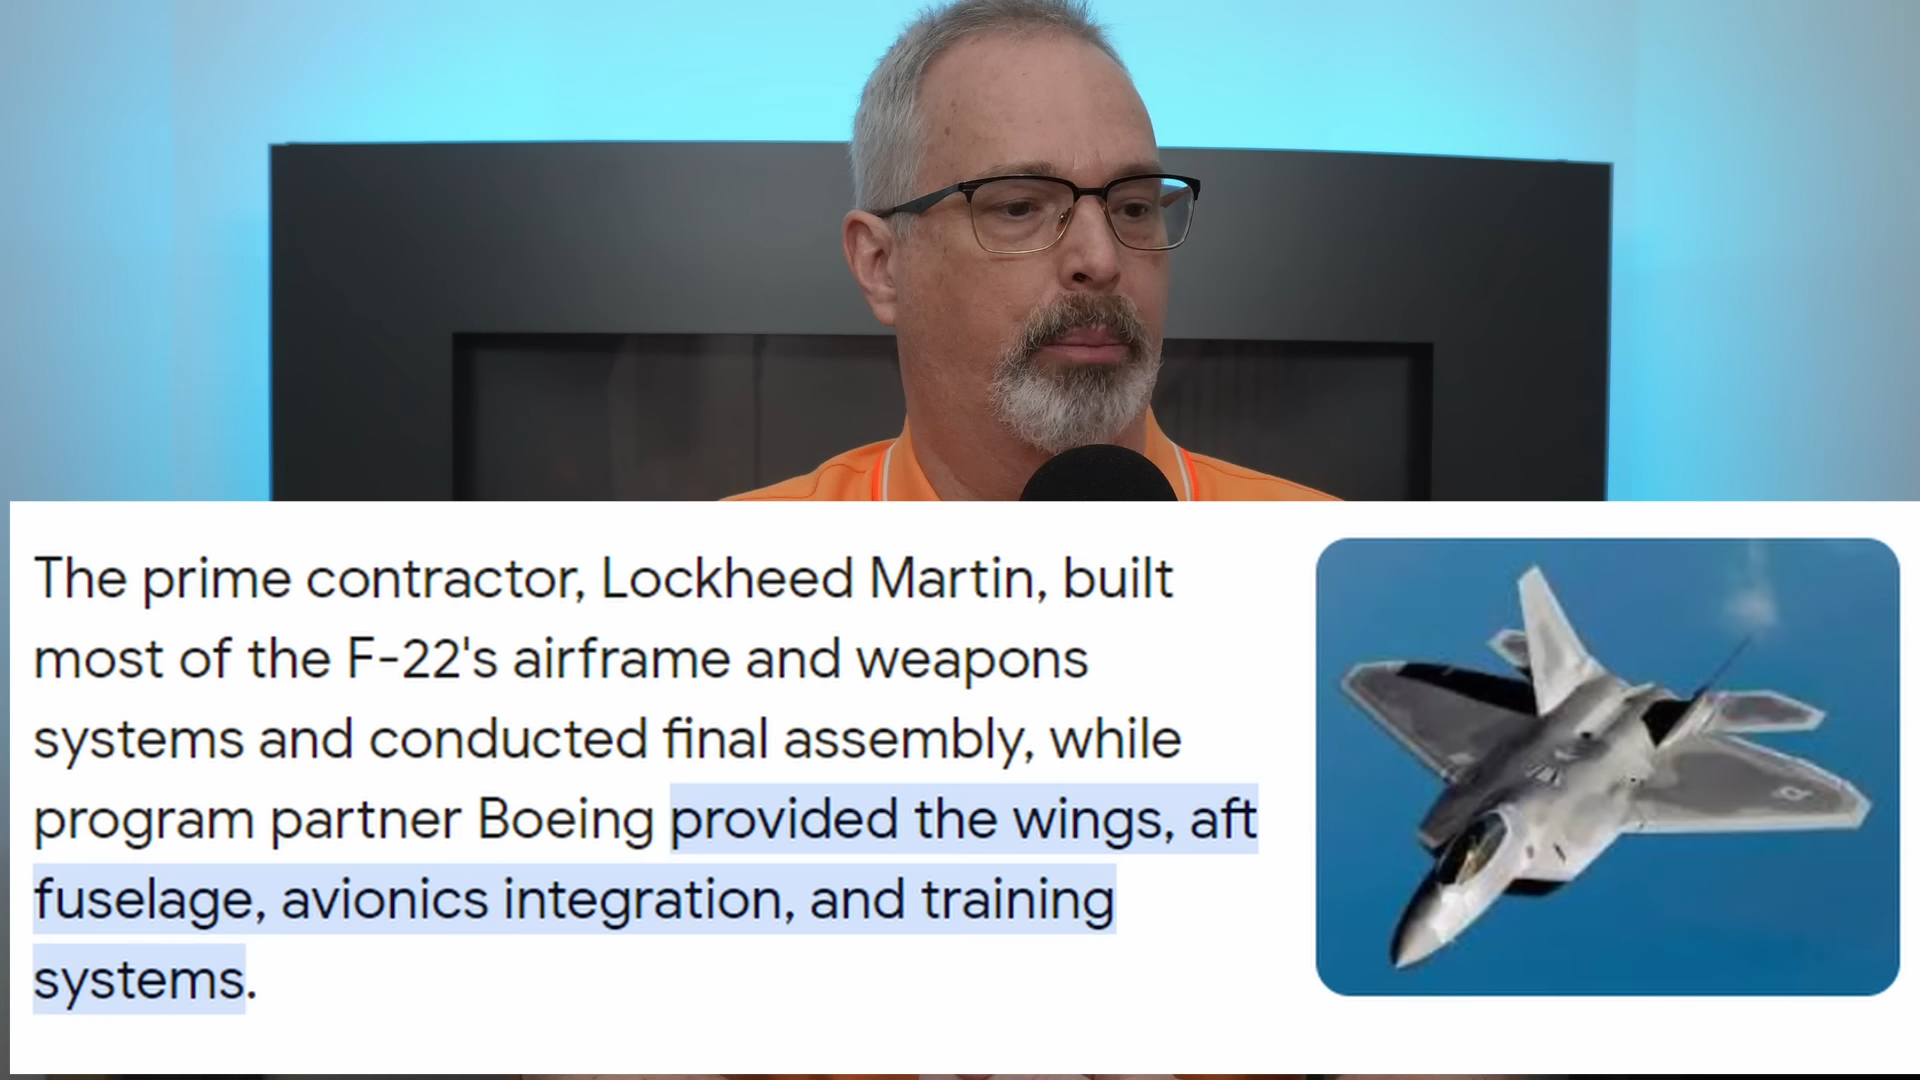 The prime contractor, Lockheed Martin, built
most of the F-22's airframe and weapons
systems and conducted final assembly, while
program partner Boeing provided the wings, aft
fuselage, avionics integration, and training
systems.